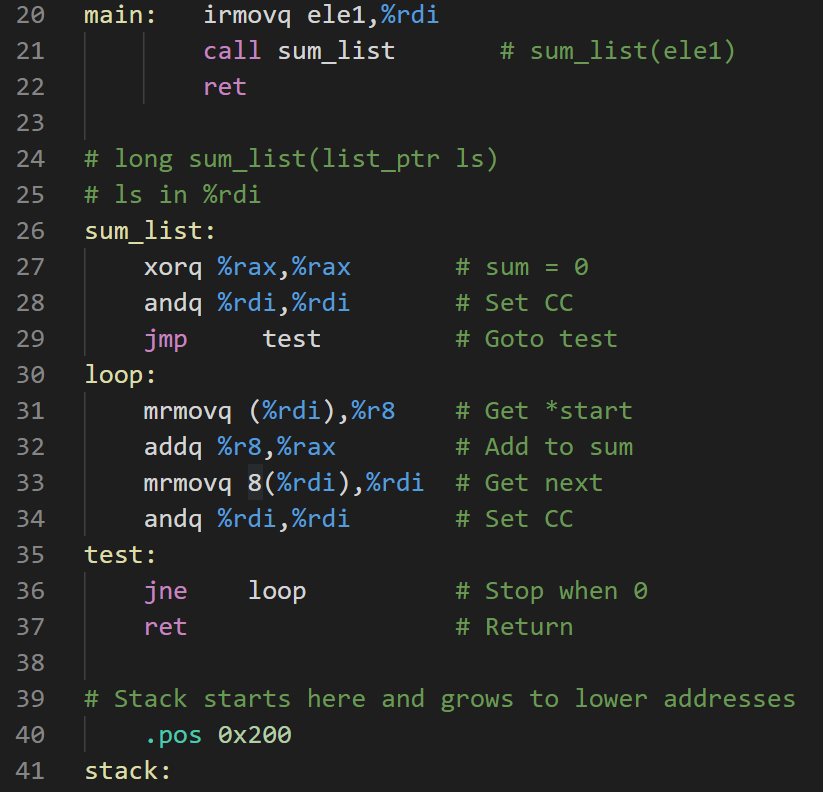 20 main:   irmovq ele1,%rdi
21         call sum_list       # sum_list(ele1)
22         ret
23
24 # long sum_list(list_ptr ls)
25 # ls in %rdi
26 sum_list:
27     xorq %rax,%rax       # sum = 0
28     andq %rdi,%rdi       # Set CC
29     jmp     test         # Goto test
30 loop:
31     mrmovq (%rdi),%r8    # Get *start
32     addq %r8,%rax        # Add to sum
33     mrmovq 8(%rdi),%rdi  # Get next
34     andq %rdi,%rdi       # Set CC
35 test:
36     jne    loop          # Stop when 0
37     ret                  # Return
38
39 # Stack starts here and grows to lower addresses
40     .pos 0x200
41 stack: